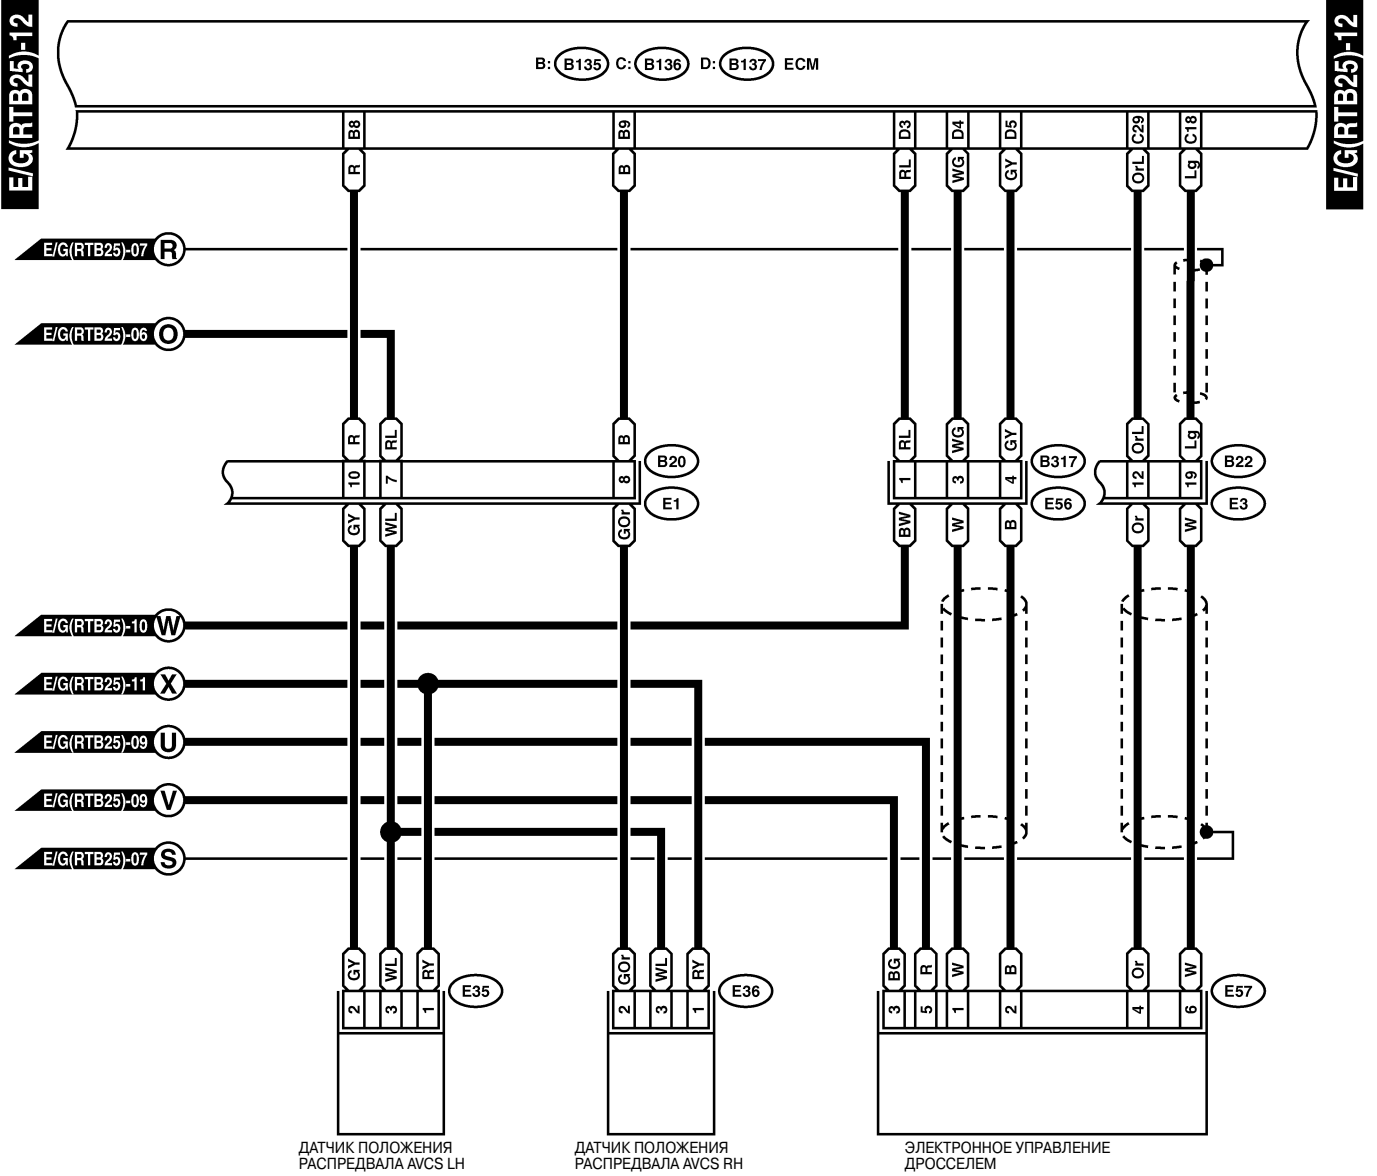 E/G(RTB25)-12
E/G(RTB25)-12
B: B135 C: B136 D: B137 ECM
B8 B9 D3 D4 D5 C29 C18
R B RL WG GY OrL Lg
E/G(RTB25)-07 R
E/G(RTB25)-06 O
R RL B RL WG GY OrL Lg
B20 B317 B22
10 7 8 1 3 4 12 19
E1 E56 E3
GY WL GOr BW W B Or W
E/G(RTB25)-10 W
E/G(RTB25)-11 X
E/G(RTB25)-09 U
E/G(RTB25)-09 V
E/G(RTB25)-07 S
GY WL RY GOr WL RY BG R W B Or W
E35 E36 E57
2 3 1 2 3 1 3 5 1 2 4 6
ДАТЧИК ПОЛОЖЕНИЯ
РАСПРЕДВАЛА AVCS LH
ДАТЧИК ПОЛОЖЕНИЯ
РАСПРЕДВАЛА AVCS RH
ЭЛЕКТРОННОЕ УПРАВЛЕНИЕ
ДРОССЕЛЕМ